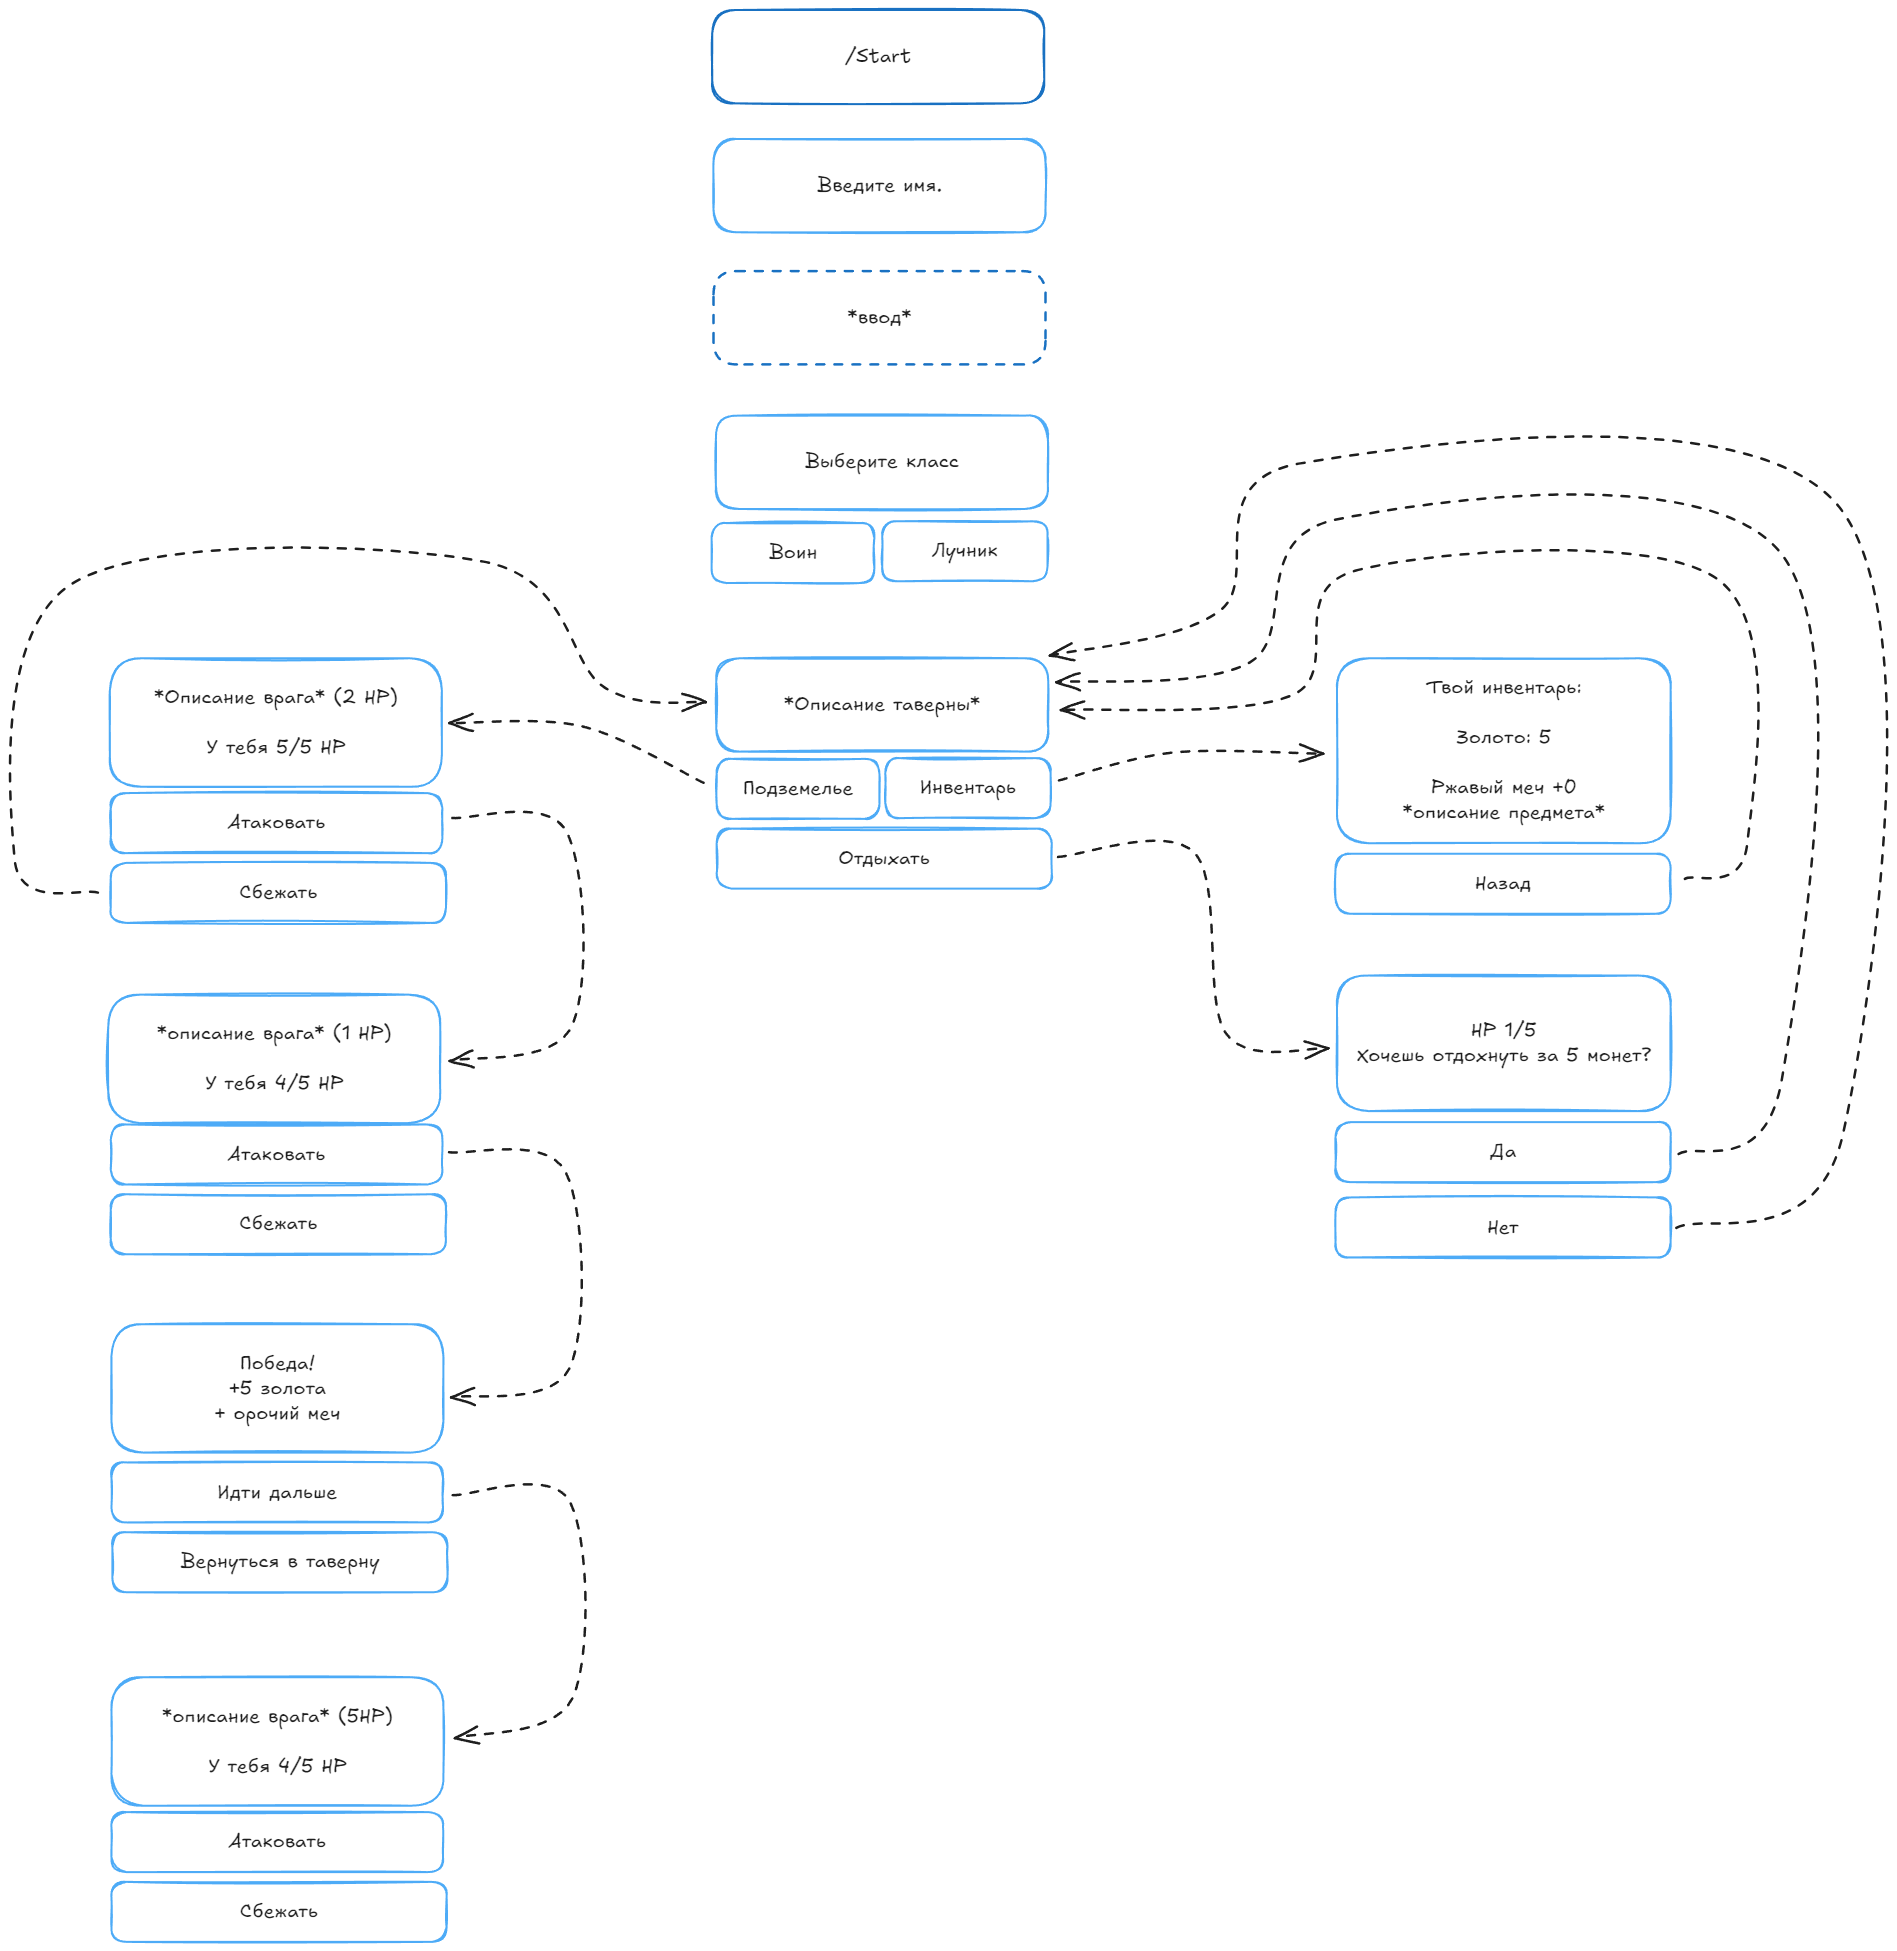 /Start
Введите имя.
*ввод*
Выберите класс
Воин
Лучник
*Описание таверны*
Подземелье
Инвентарь
Отдыхать
*Описание врага* (2 HP)
У тебя 5/5 HP
Атаковать
Сбежать
*описание врага* (1 HP)
У тебя 4/5 HP
Атаковать
Сбежать
Победа!
+5 золота
+ орочий меч
Идти дальше
Вернуться в таверну
*описание врага* (5HP)
У тебя 4/5 HP
Атаковать
Сбежать
Твой инвентарь:
Золото: 5
Ржавый меч +0
*описание предмета*
Назад
HP 1/5
Хочешь отдохнуть за 5 монет?
Да
Нет